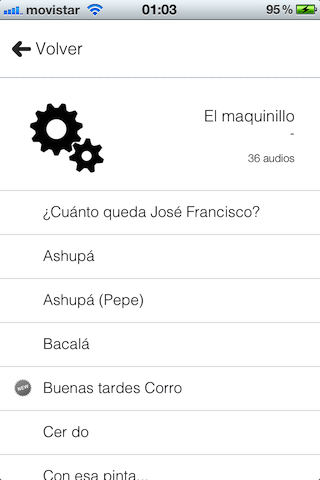 movistar 01:03 95 %
Volver
El maquinillo
-
36 audios
¿Cuánto queda José Francisco?
Ashupá
Ashupá (Pepe)
Bacalá
NEW Buenas tardes Corro
Cer do
Con esa pinta...